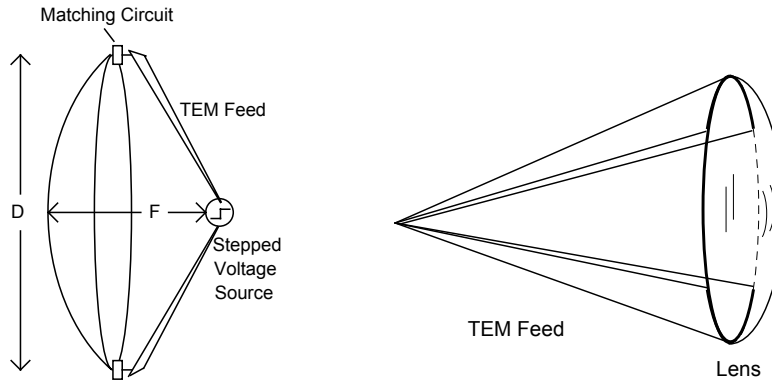 Matching Circuit
TEM Feed
D
F
Stepped
Voltage
Source
TEM Feed
Lens